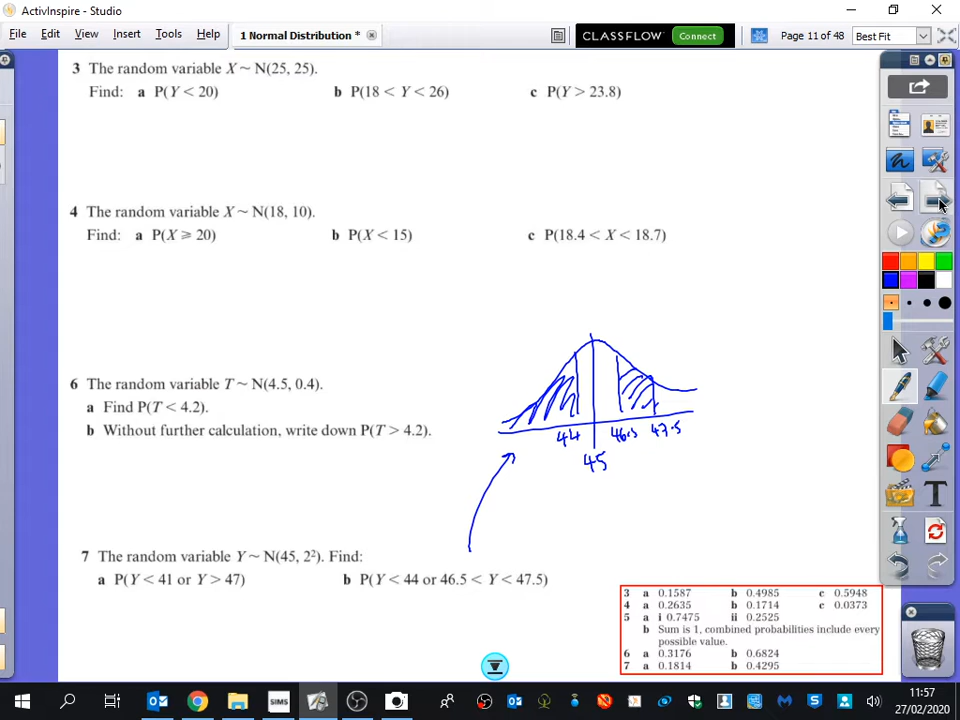 ActivInspire - Studio
File Edit View Insert Tools Help 1 Normal Distribution * CLASSFLOW Connect Page 11 of 48 Best Fit
3 The random variable X ~ N(25, 25).
Find: a P(Y < 20) b P(18 < Y < 26) c P(Y > 23.8)
4 The random variable X ~ N(18, 10).
Find: a P(X ⩾ 20) b P(X < 15) c P(18.4 < X < 18.7)
6 The random variable T ~ N(4.5, 0.4).
a Find P(T < 4.2).
b Without further calculation, write down P(T > 4.2).
44 46.5 47.5
45
7 The random variable Y ~ N(45, 2²). Find:
a P(Y < 41 or Y > 47) b P(Y < 44 or 46.5 < Y < 47.5)
3 a 0.1587 b 0.4985 c 0.5948
4 a 0.2635 b 0.1714 c 0.0373
5 a i 0.7475 ii 0.2525
b Sum is 1, combined probabilities include every
possible value.
6 a 0.3176 b 0.6824
7 a 0.1814 b 0.4295
SIMS
11:57
27/02/2020